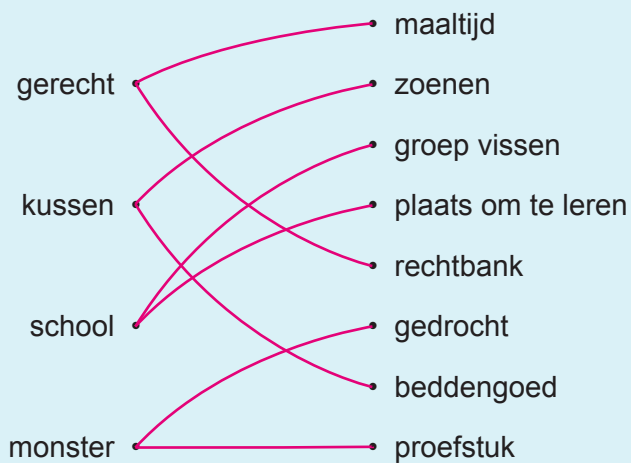 gerecht
kussen
school
monster
maaltijd
zoenen
groep vissen
plaats om te leren
rechtbank
gedrocht
beddengoed
proefstuk